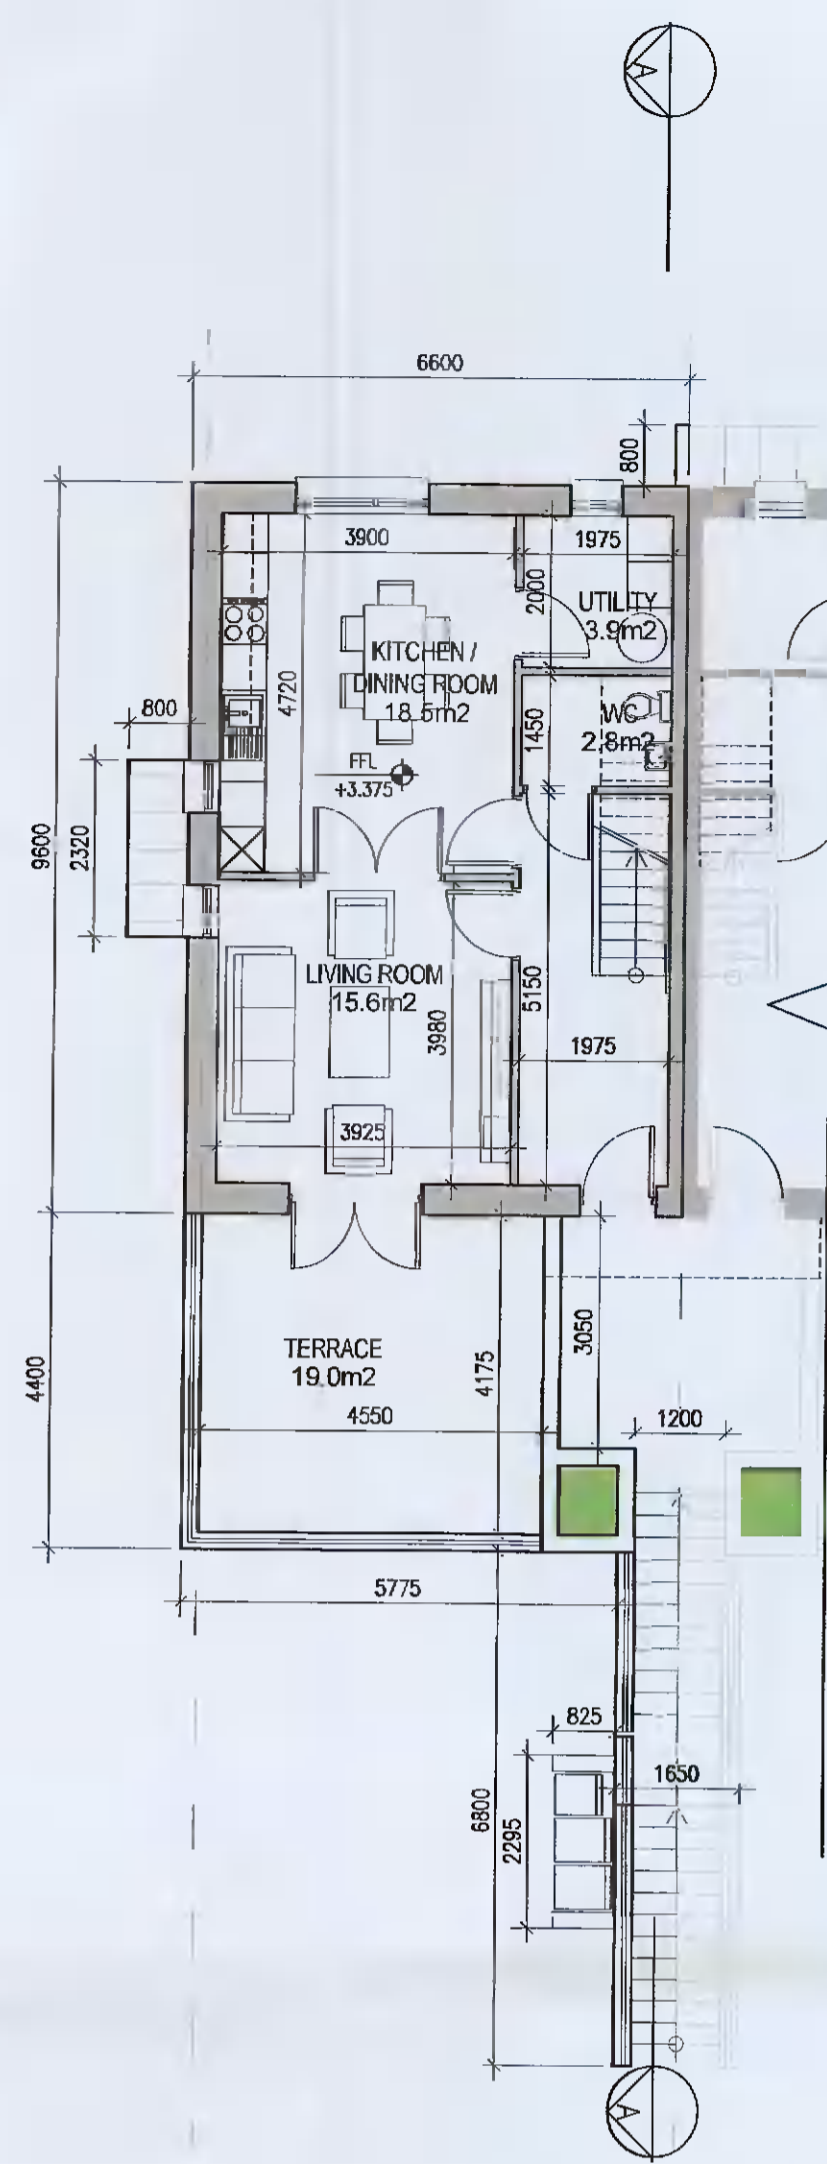 A
6600
800
3900
1975
2000
UTILITY
3.9m2
KITCHEN /
DINING ROOM
18.5m2
4720
800
1450
WC
2.8m2
FFL
+3.375
9600
2320
LIVING ROOM
15.6m2
3980
5150
1975
3925
TERRACE
19.0m2
4175
3050
4400
4550
1200
5775
825
1650
6800
2295
A